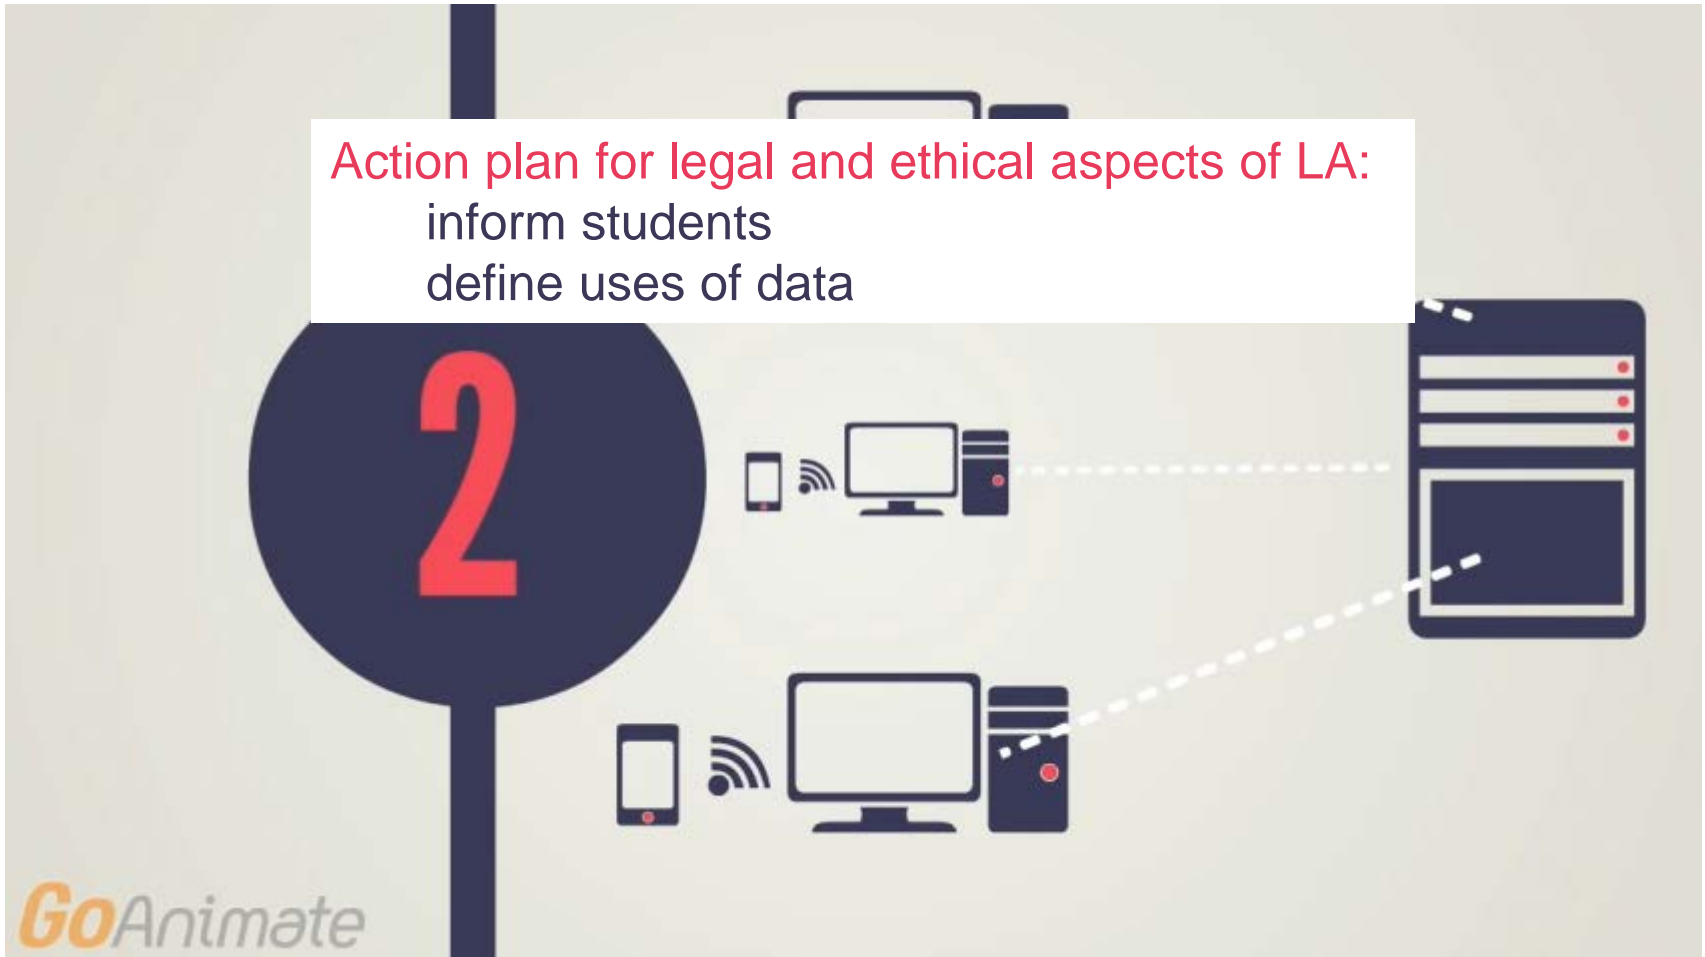 Action plan for legal and ethical aspects of LA:
inform students
define uses of data
2
GoAnimate